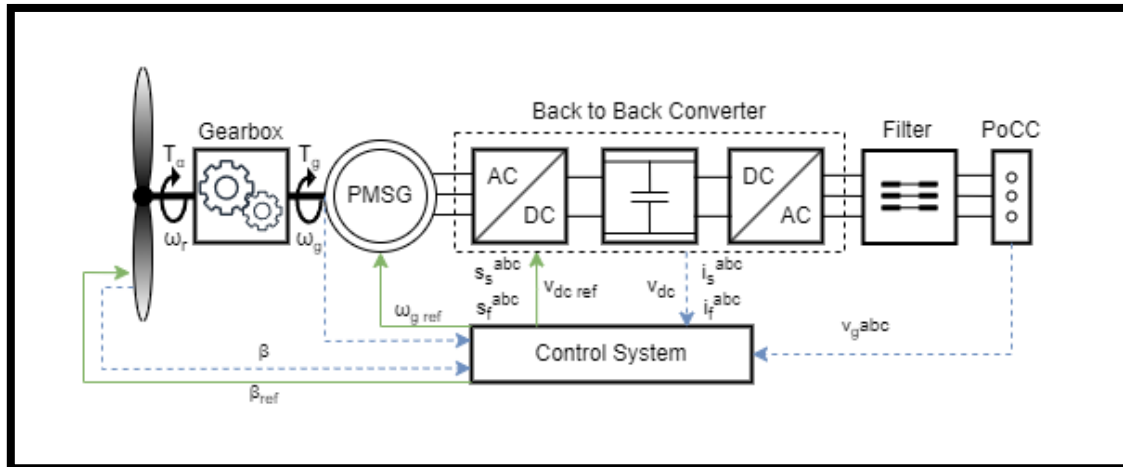 Back to Back Converter
Gearbox
Filter
PoCC
Tα
Tg
PMSG
AC
DC
DC
AC
ωr
ωg
ss^abc
sf^abc
vdc ref
vdc
is^abc
if^abc
ωg ref
vg^abc
Control System
β
βref